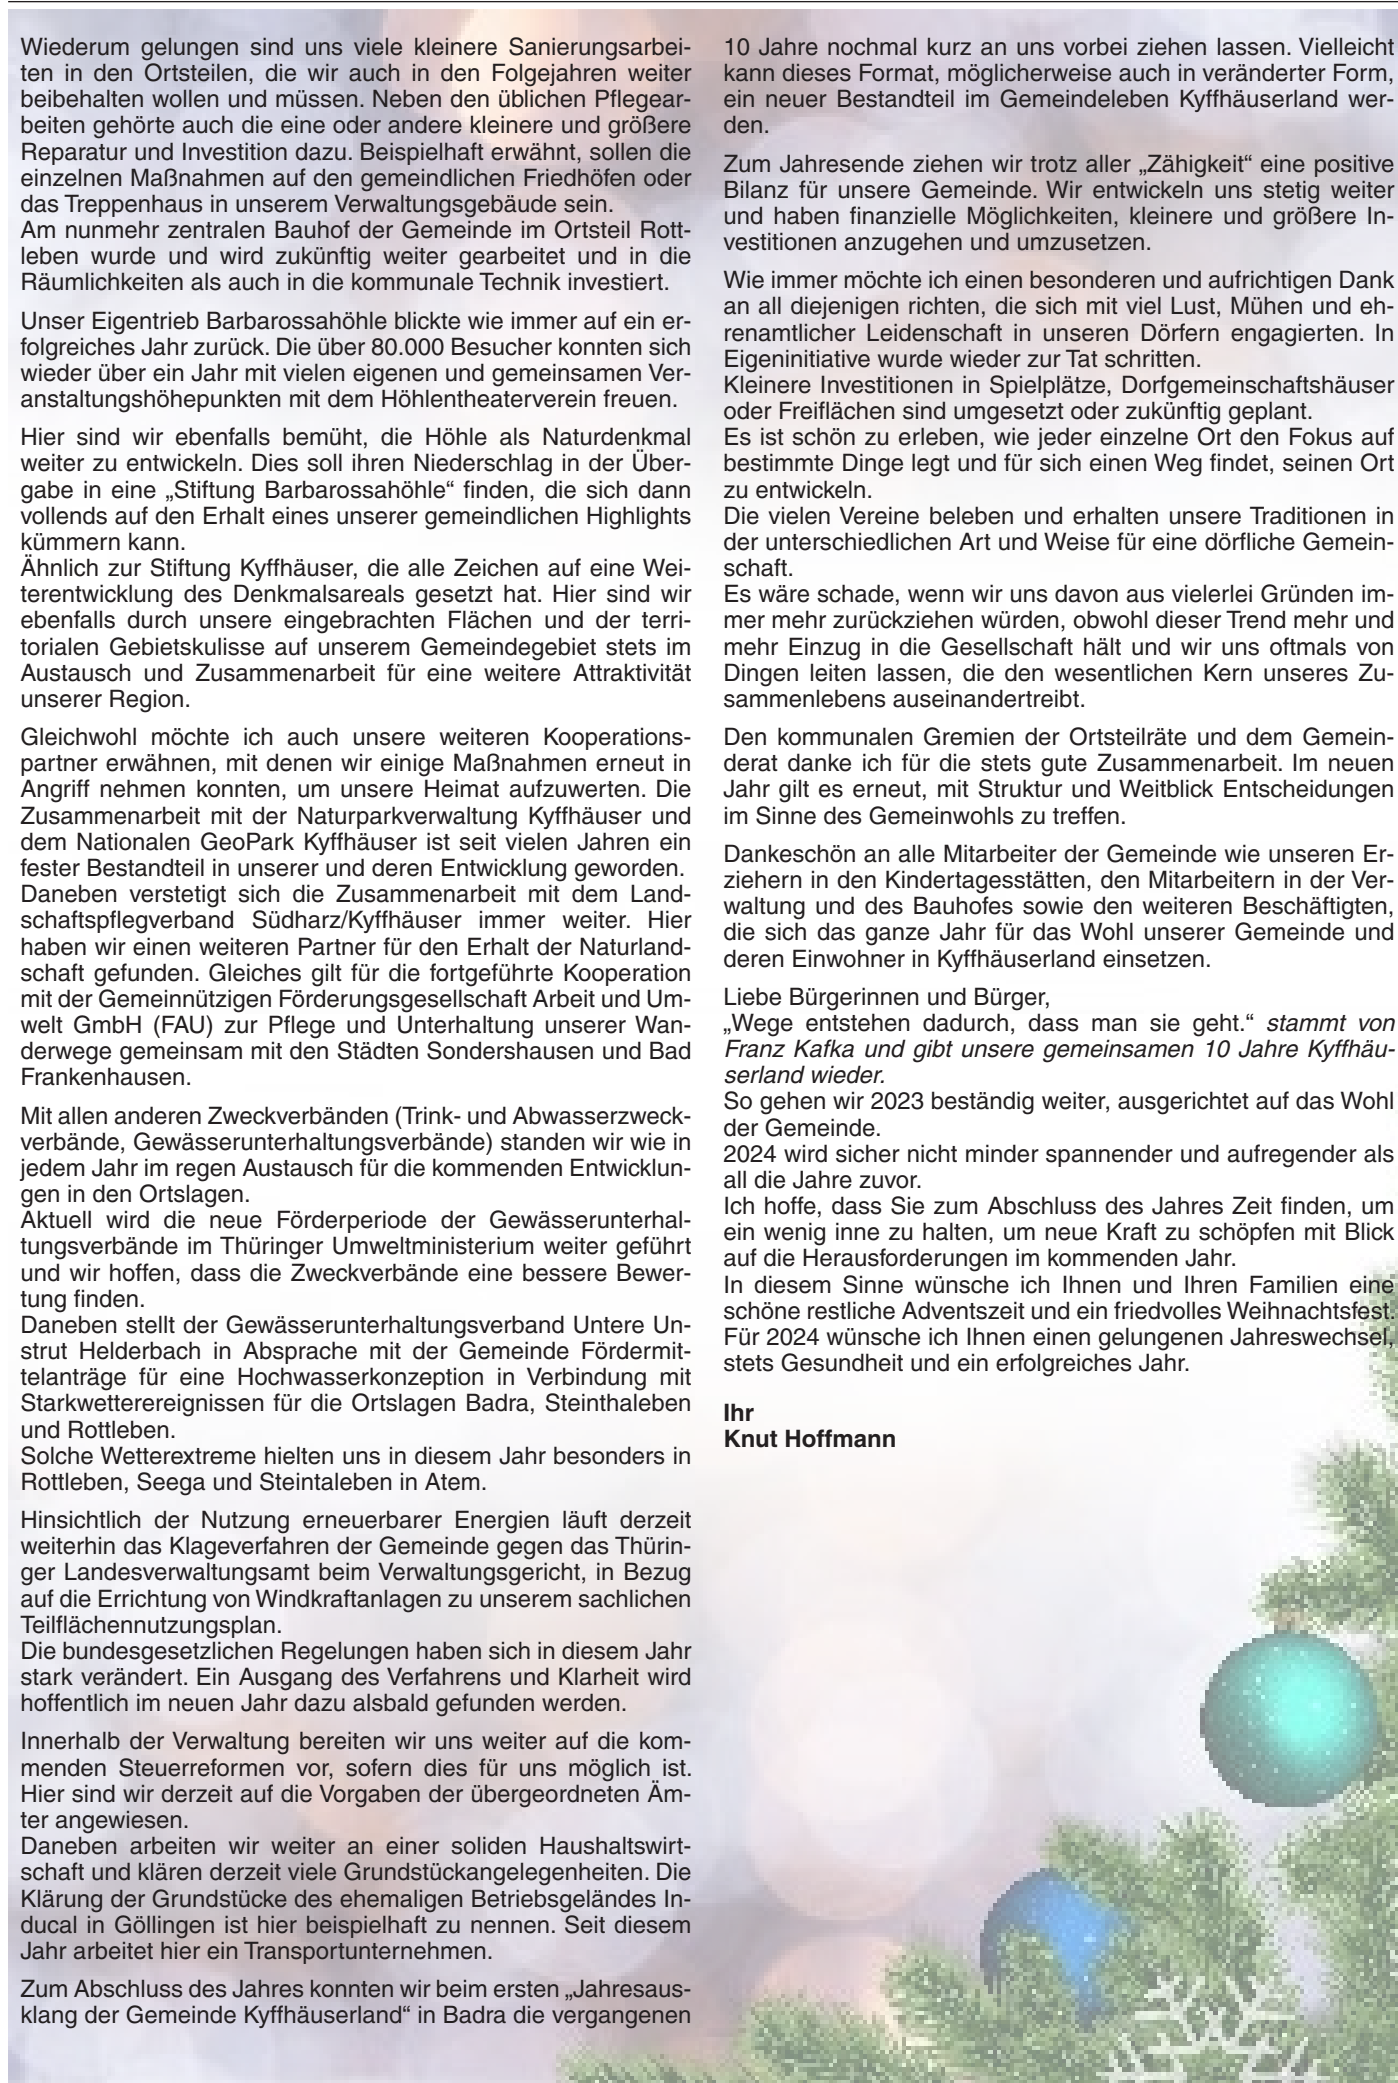 Wiederum gelungen sind uns viele kleinere Sanierungsarbei-
ten in den Ortsteilen, die wir auch in den Folgejahren weiter
beibehalten wollen und müssen. Neben den üblichen Pflegear-
beiten gehörte auch die eine oder andere kleinere und größere
Reparatur und Investition dazu. Beispielhaft erwähnt, sollen die
einzelnen Maßnahmen auf den gemeindlichen Friedhöfen oder
das Treppenhaus in unserem Verwaltungsgebäude sein.
Am nunmehr zentralen Bauhof der Gemeinde im Ortsteil Rott-
leben wurde und wird zukünftig weiter gearbeitet und in die
Räumlichkeiten als auch in die kommunale Technik investiert.
Unser Eigentrieb Barbarossahöhle blickte wie immer auf ein er-
folgreiches Jahr zurück. Die über 80.000 Besucher konnten sich
wieder über ein Jahr mit vielen eigenen und gemeinsamen Ver-
anstaltungshöhepunkten mit dem Höhlentheaterverein freuen.
Hier sind wir ebenfalls bemüht, die Höhle als Naturdenkmal
weiter zu entwickeln. Dies soll ihren Niederschlag in der Über-
gabe in eine „Stiftung Barbarossahöhle“ finden, die sich dann
vollends auf den Erhalt eines unserer gemeindlichen Highlights
kümmern kann.
Ähnlich zur Stiftung Kyffhäuser, die alle Zeichen auf eine Wei-
terentwicklung des Denkmalsareals gesetzt hat. Hier sind wir
ebenfalls durch unsere eingebrachten Flächen und der terri-
torialen Gebietskulisse auf unserem Gemeindegebiet stets im
Austausch und Zusammenarbeit für eine weitere Attraktivität
unserer Region.
Gleichwohl möchte ich auch unsere weiteren Kooperations-
partner erwähnen, mit denen wir einige Maßnahmen erneut in
Angriff nehmen konnten, um unsere Heimat aufzuwerten. Die
Zusammenarbeit mit der Naturparkverwaltung Kyffhäuser und
dem Nationalen GeoPark Kyffhäuser ist seit vielen Jahren ein
fester Bestandteil in unserer und deren Entwicklung geworden.
Daneben verstetigt sich die Zusammenarbeit mit dem Land-
schaftspflegverband Südharz/Kyffhäuser immer weiter. Hier
haben wir einen weiteren Partner für den Erhalt der Naturland-
schaft gefunden. Gleiches gilt für die fortgeführte Kooperation
mit der Gemeinnützigen Förderungsgesellschaft Arbeit und Um-
welt GmbH (FAU) zur Pflege und Unterhaltung unserer Wan-
derwege gemeinsam mit den Städten Sondershausen und Bad
Frankenhausen.
Mit allen anderen Zweckverbänden (Trink- und Abwasserzweck-
verbände, Gewässerunterhaltungsverbände) standen wir wie in
jedem Jahr im regen Austausch für die kommenden Entwicklun-
gen in den Ortslagen.
Aktuell wird die neue Förderperiode der Gewässerunterhal-
tungsverbände im Thüringer Umweltministerium weiter geführt
und wir hoffen, dass die Zweckverbände eine bessere Bewer-
tung finden.
Daneben stellt der Gewässerunterhaltungsverband Untere Un-
strut Helderbach in Absprache mit der Gemeinde Fördermit-
telanträge für eine Hochwasserkonzeption in Verbindung mit
Starkwetterereignissen für die Ortslagen Badra, Steinthaleben
und Rottleben.
Solche Wetterextreme hielten uns in diesem Jahr besonders in
Rottleben, Seega und Steintaleben in Atem.
Hinsichtlich der Nutzung erneuerbarer Energien läuft derzeit
weiterhin das Klageverfahren der Gemeinde gegen das Thürin-
ger Landesverwaltungsamt beim Verwaltungsgericht, in Bezug
auf die Errichtung von Windkraftanlagen zu unserem sachlichen
Teilflächennutzungsplan.
Die bundesgesetzlichen Regelungen haben sich in diesem Jahr
stark verändert. Ein Ausgang des Verfahrens und Klarheit wird
hoffentlich im neuen Jahr dazu alsbald gefunden werden.
Innerhalb der Verwaltung bereiten wir uns weiter auf die kom-
menden Steuerreformen vor, sofern dies für uns möglich ist.
Hier sind wir derzeit auf die Vorgaben der übergeordneten Äm-
ter angewiesen.
Daneben arbeiten wir weiter an einer soliden Haushaltswirt-
schaft und klären derzeit viele Grundstückangelegenheiten. Die
Klärung der Grundstücke des ehemaligen Betriebsgeländes In-
ducal in Göllingen ist hier beispielhaft zu nennen. Seit diesem
Jahr arbeitet hier ein Transportunternehmen.
Zum Abschluss des Jahres konnten wir beim ersten „Jahresaus-
klang der Gemeinde Kyffhäuserland“ in Badra die vergangenen
10 Jahre nochmal kurz an uns vorbei ziehen lassen. Vielleicht
kann dieses Format, möglicherweise auch in veränderter Form,
ein neuer Bestandteil im Gemeindeleben Kyffhäuserland wer-
den.
Zum Jahresende ziehen wir trotz aller „Zähigkeit“ eine positive
Bilanz für unsere Gemeinde. Wir entwickeln uns stetig weiter
und haben finanzielle Möglichkeiten, kleinere und größere In-
vestitionen anzugehen und umzusetzen.
Wie immer möchte ich einen besonderen und aufrichtigen Dank
an all diejenigen richten, die sich mit viel Lust, Mühen und eh-
renamtlicher Leidenschaft in unseren Dörfern engagierten. In
Eigeninitiative wurde wieder zur Tat schritten.
Kleinere Investitionen in Spielplätze, Dorfgemeinschaftshäuser
oder Freiflächen sind umgesetzt oder zukünftig geplant.
Es ist schön zu erleben, wie jeder einzelne Ort den Fokus auf
bestimmte Dinge legt und für sich einen Weg findet, seinen Ort
zu entwickeln.
Die vielen Vereine beleben und erhalten unsere Traditionen in
der unterschiedlichen Art und Weise für eine dörfliche Gemein-
schaft.
Es wäre schade, wenn wir uns davon aus vielerlei Gründen im-
mer mehr zurückziehen würden, obwohl dieser Trend mehr und
mehr Einzug in die Gesellschaft hält und wir uns oftmals von
Dingen leiten lassen, die den wesentlichen Kern unseres Zu-
sammenlebens auseinandertreibt.
Den kommunalen Gremien der Ortsteilräte und dem Gemein-
derat danke ich für die stets gute Zusammenarbeit. Im neuen
Jahr gilt es erneut, mit Struktur und Weitblick Entscheidungen
im Sinne des Gemeinwohls zu treffen.
Dankeschön an alle Mitarbeiter der Gemeinde wie unseren Er-
ziehern in den Kindertagesstätten, den Mitarbeitern in der Ver-
waltung und des Bauhofes sowie den weiteren Beschäftigten,
die sich das ganze Jahr für das Wohl unserer Gemeinde und
deren Einwohner in Kyffhäuserland einsetzen.
Liebe Bürgerinnen und Bürger,
„Wege entstehen dadurch, dass man sie geht.“ stammt von
Franz Kafka und gibt unsere gemeinsamen 10 Jahre Kyffhäu-
serland wieder.
So gehen wir 2023 beständig weiter, ausgerichtet auf das Wohl
der Gemeinde.
2024 wird sicher nicht minder spannender und aufregender als
all die Jahre zuvor.
Ich hoffe, dass Sie zum Abschluss des Jahres Zeit finden, um
ein wenig inne zu halten, um neue Kraft zu schöpfen mit Blick
auf die Herausforderungen im kommenden Jahr.
In diesem Sinne wünsche ich Ihnen und Ihren Familien eine
schöne restliche Adventszeit und ein friedvolles Weihnachtsfest.
Für 2024 wünsche ich Ihnen einen gelungenen Jahreswechsel,
stets Gesundheit und ein erfolgreiches Jahr.
Ihr
Knut Hoffmann